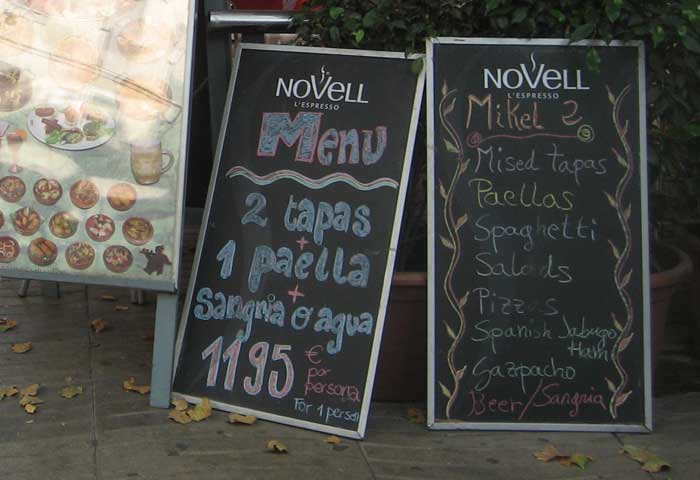 NOVELL
L'ESPRESSO
Menu
2 tapas
+
1 paella
+
sangria o agua
1195 €
por
persona
For 1 person
NOVELL
L'ESPRESSO
Mikel 2
Mised tapas
Paellas
Spaghetti
Salads
Pizzas
Spanish Jabugo
Ham
Gazpacho
Beer/Sangria